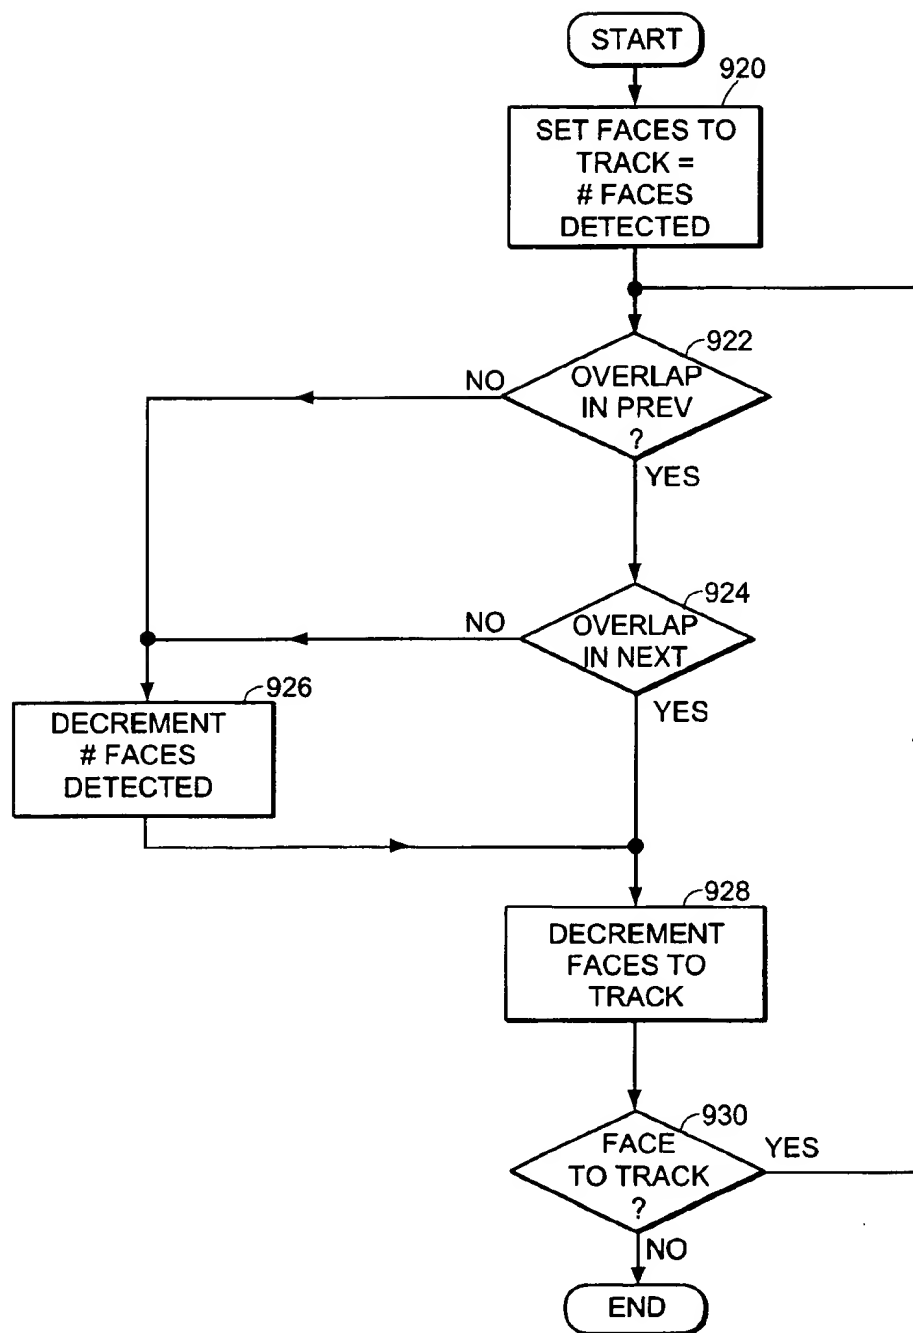 START
920
SET FACES TO
TRACK =
# FACES
DETECTED
922
OVERLAP
IN PREV
?
NO
YES
924
OVERLAP
IN NEXT
NO
YES
926
DECREMENT
# FACES
DETECTED
928
DECREMENT
FACES TO
TRACK
930
FACE
TO TRACK
?
YES
NO
END